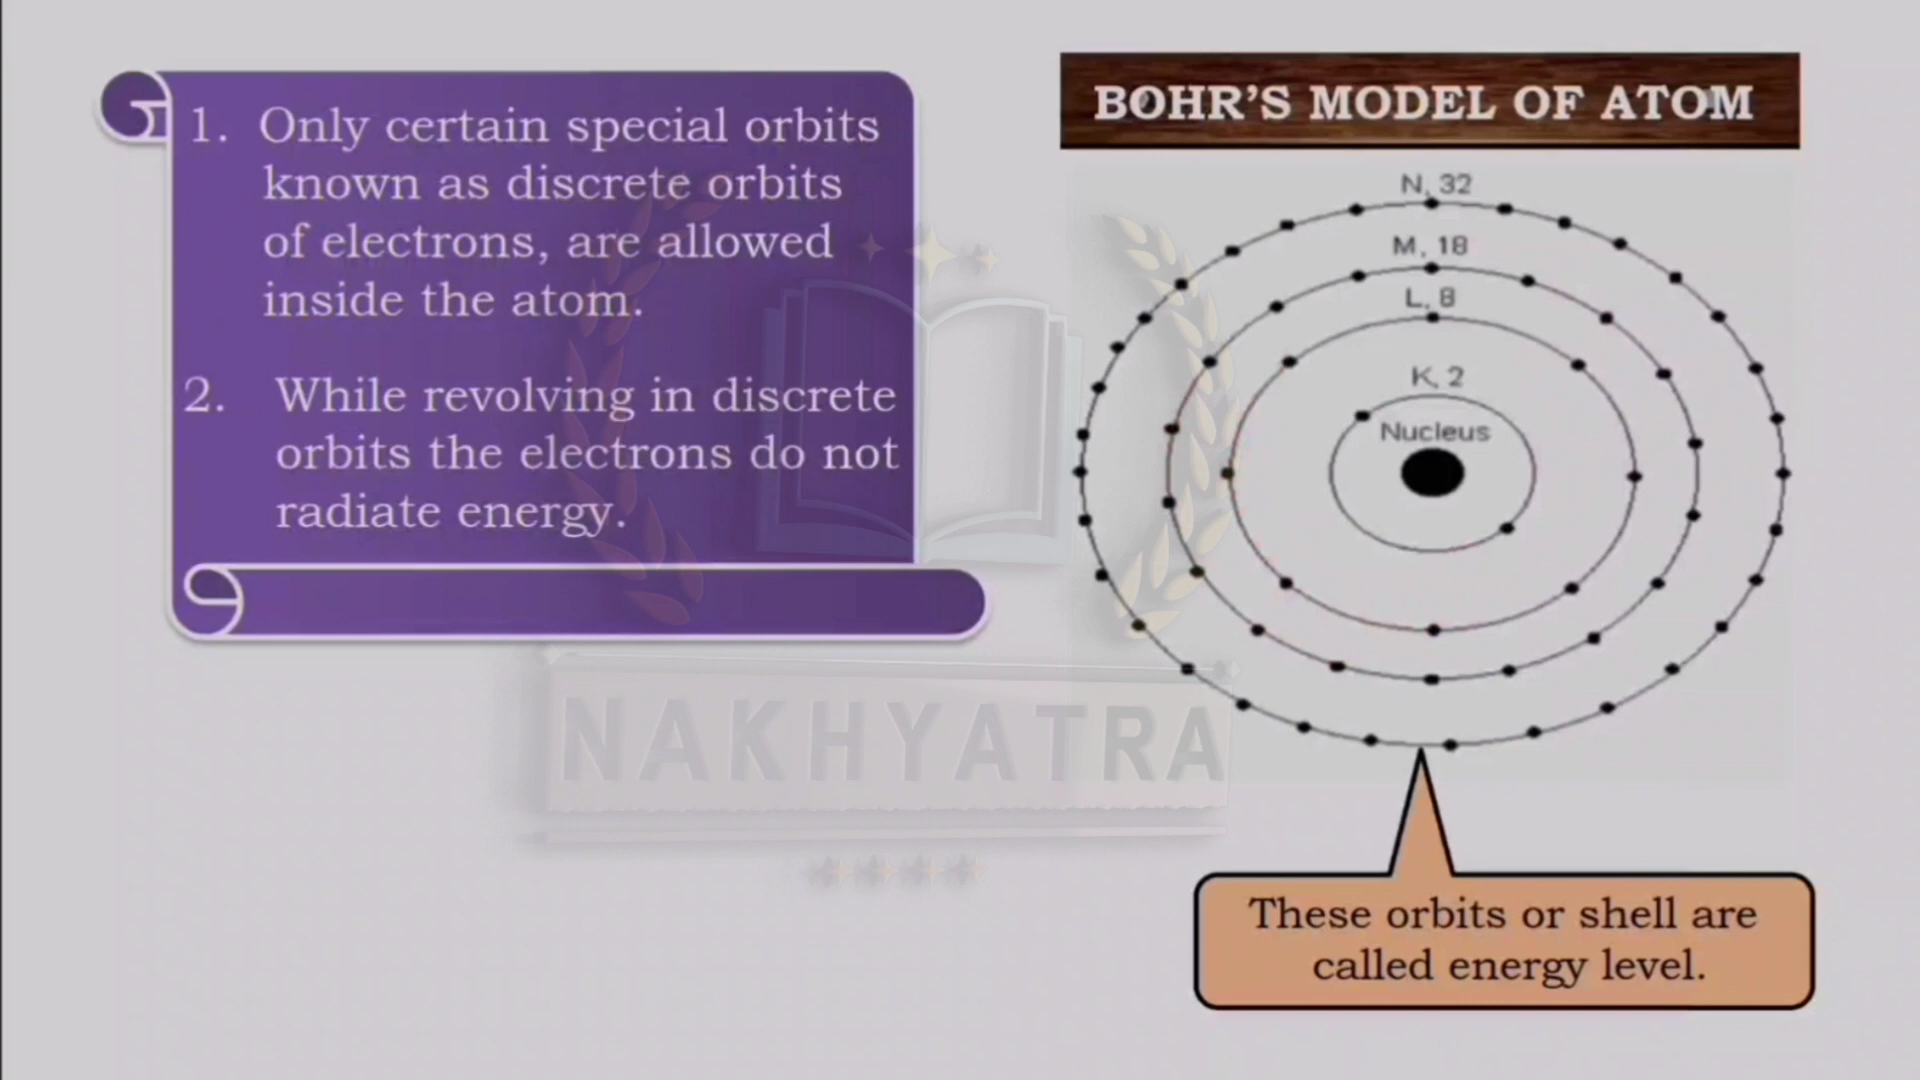 1. Only certain special orbits
known as discrete orbits
of electrons, are allowed
inside the atom.
2. While revolving in discrete
orbits the electrons do not
radiate energy.
BOHR'S MODEL OF ATOM
N, 32
M, 18
L, 8
K, 2
Nucleus
These orbits or shell are
called energy level.
NAKHYATRA